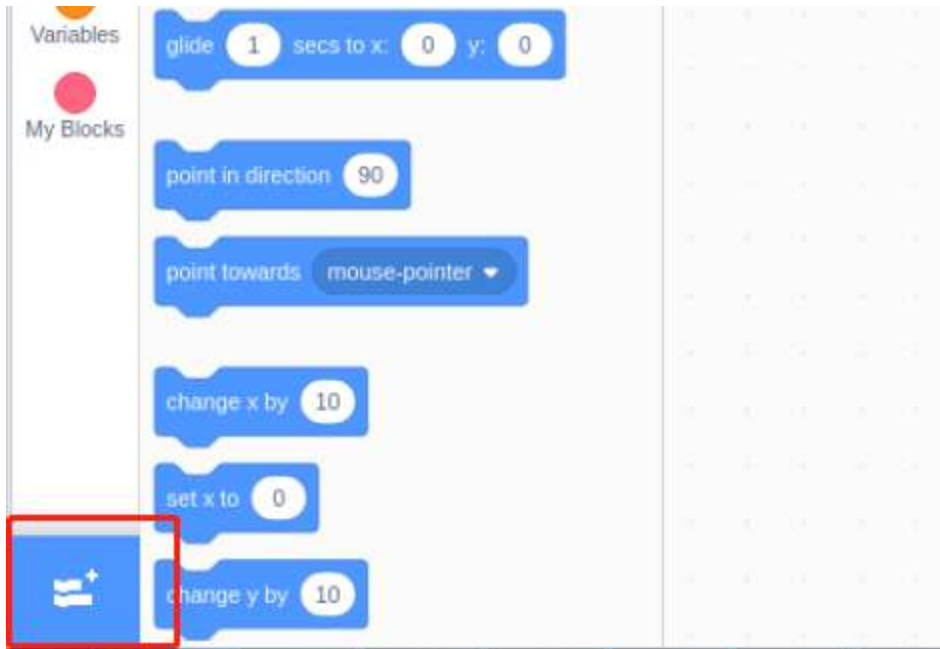 Variables
My Blocks
glide 1 secs to x: 0 y: 0
point in direction 90
point towards mouse-pointer
change x by 10
set x to 0
change y by 10